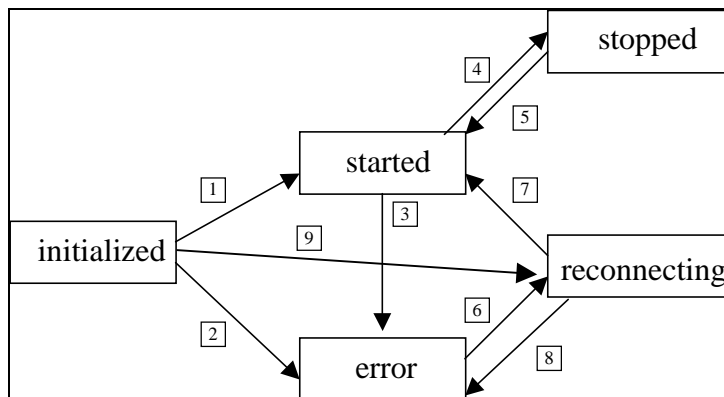 stopped
4
5
started
1
7
3
initialized
9
reconnecting
6
2
8
error